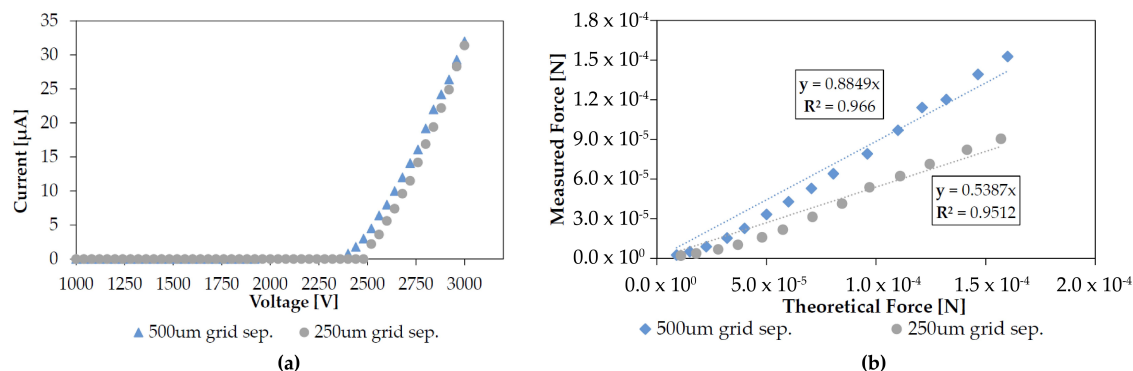 35
30
25
20
15
10
5
0
Current [μA]
1000 1250 1500 1750 2000 2250 2500 2750 3000
Voltage [V]
500um grid sep. 250um grid sep.
(a)
1.8 x 10⁻⁴
1.5 x 10⁻⁴
1.2 x 10⁻⁴
9.0 x 10⁻⁵
6.0 x 10⁻⁵
3.0 x 10⁻⁵
0.0 x 10⁰
Measured Force [N]
y = 0.8849x
R² = 0.966
y = 0.5387x
R² = 0.9512
0.0 x 10⁰ 5.0 x 10⁻⁵ 1.0 x 10⁻⁴ 1.5 x 10⁻⁴ 2.0 x 10⁻⁴
Theoretical Force [N]
500um grid sep. 250um grid sep.
(b)